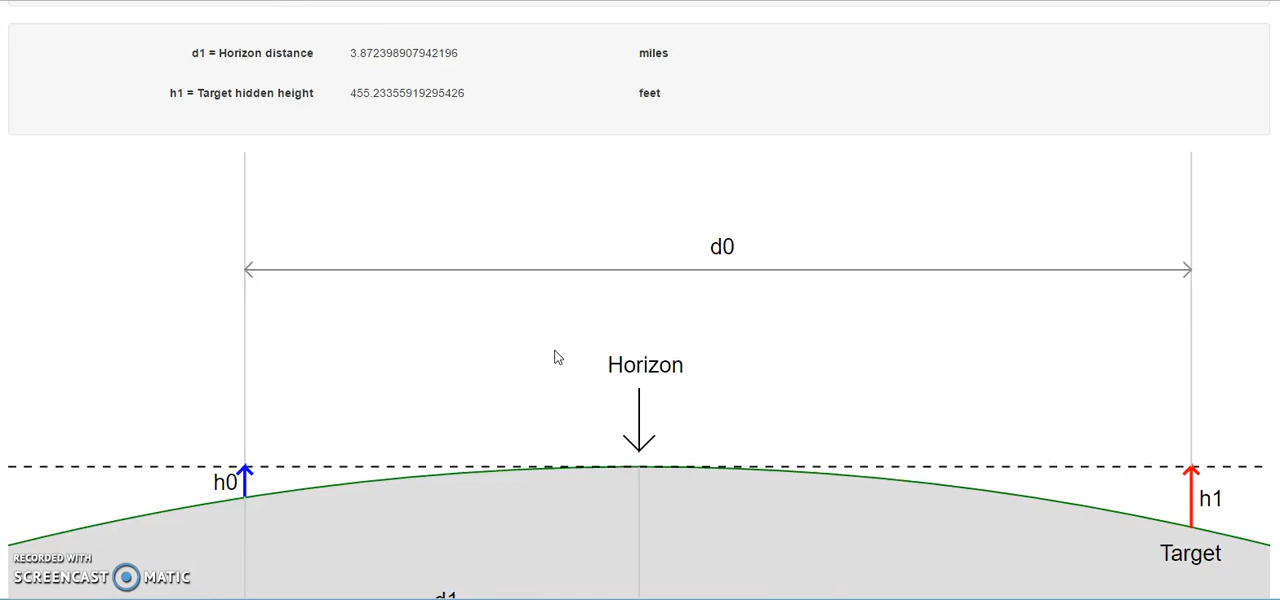 d1 = Horizon distance 3.872398907942196 miles
h1 = Target hidden height 455.23355919295426 feet
d0
Horizon
h0
h1
Target
RECORDED WITH
SCREENCAST MATIC
d1